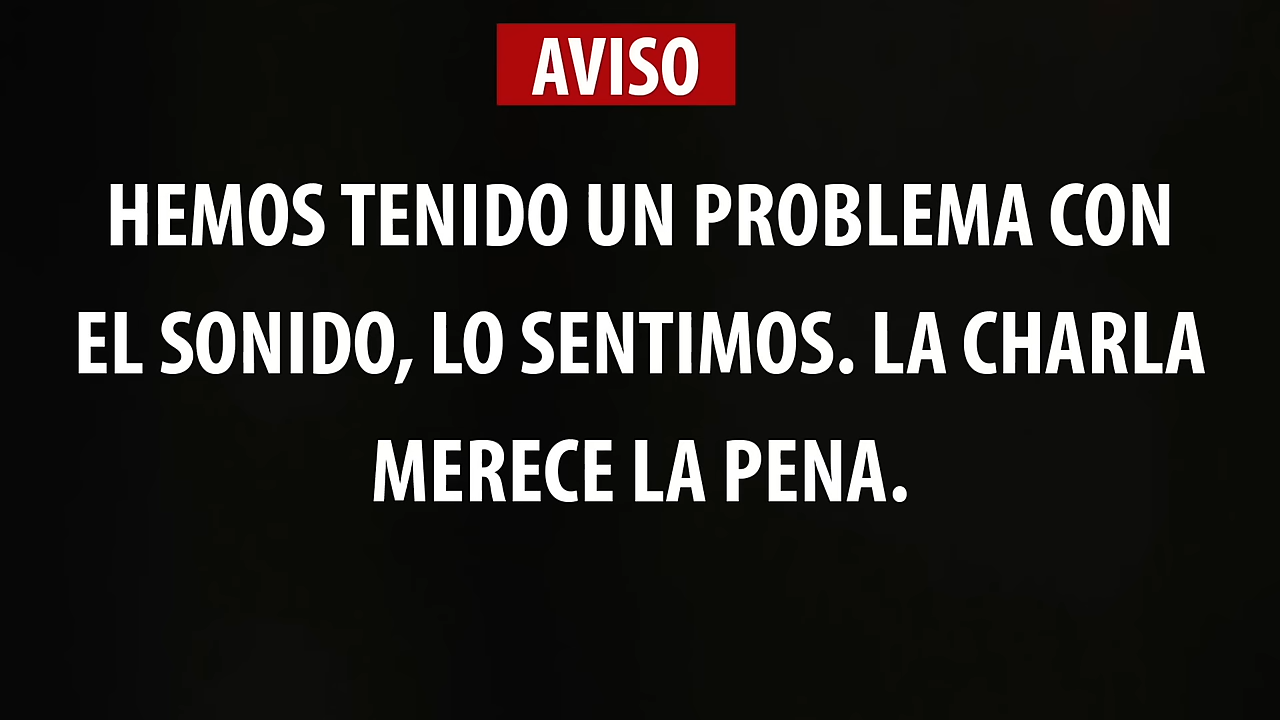 AVISO
HEMOS TENIDO UN PROBLEMA CON
EL SONIDO, LO SENTIMOS. LA CHARLA
MERECE LA PENA.